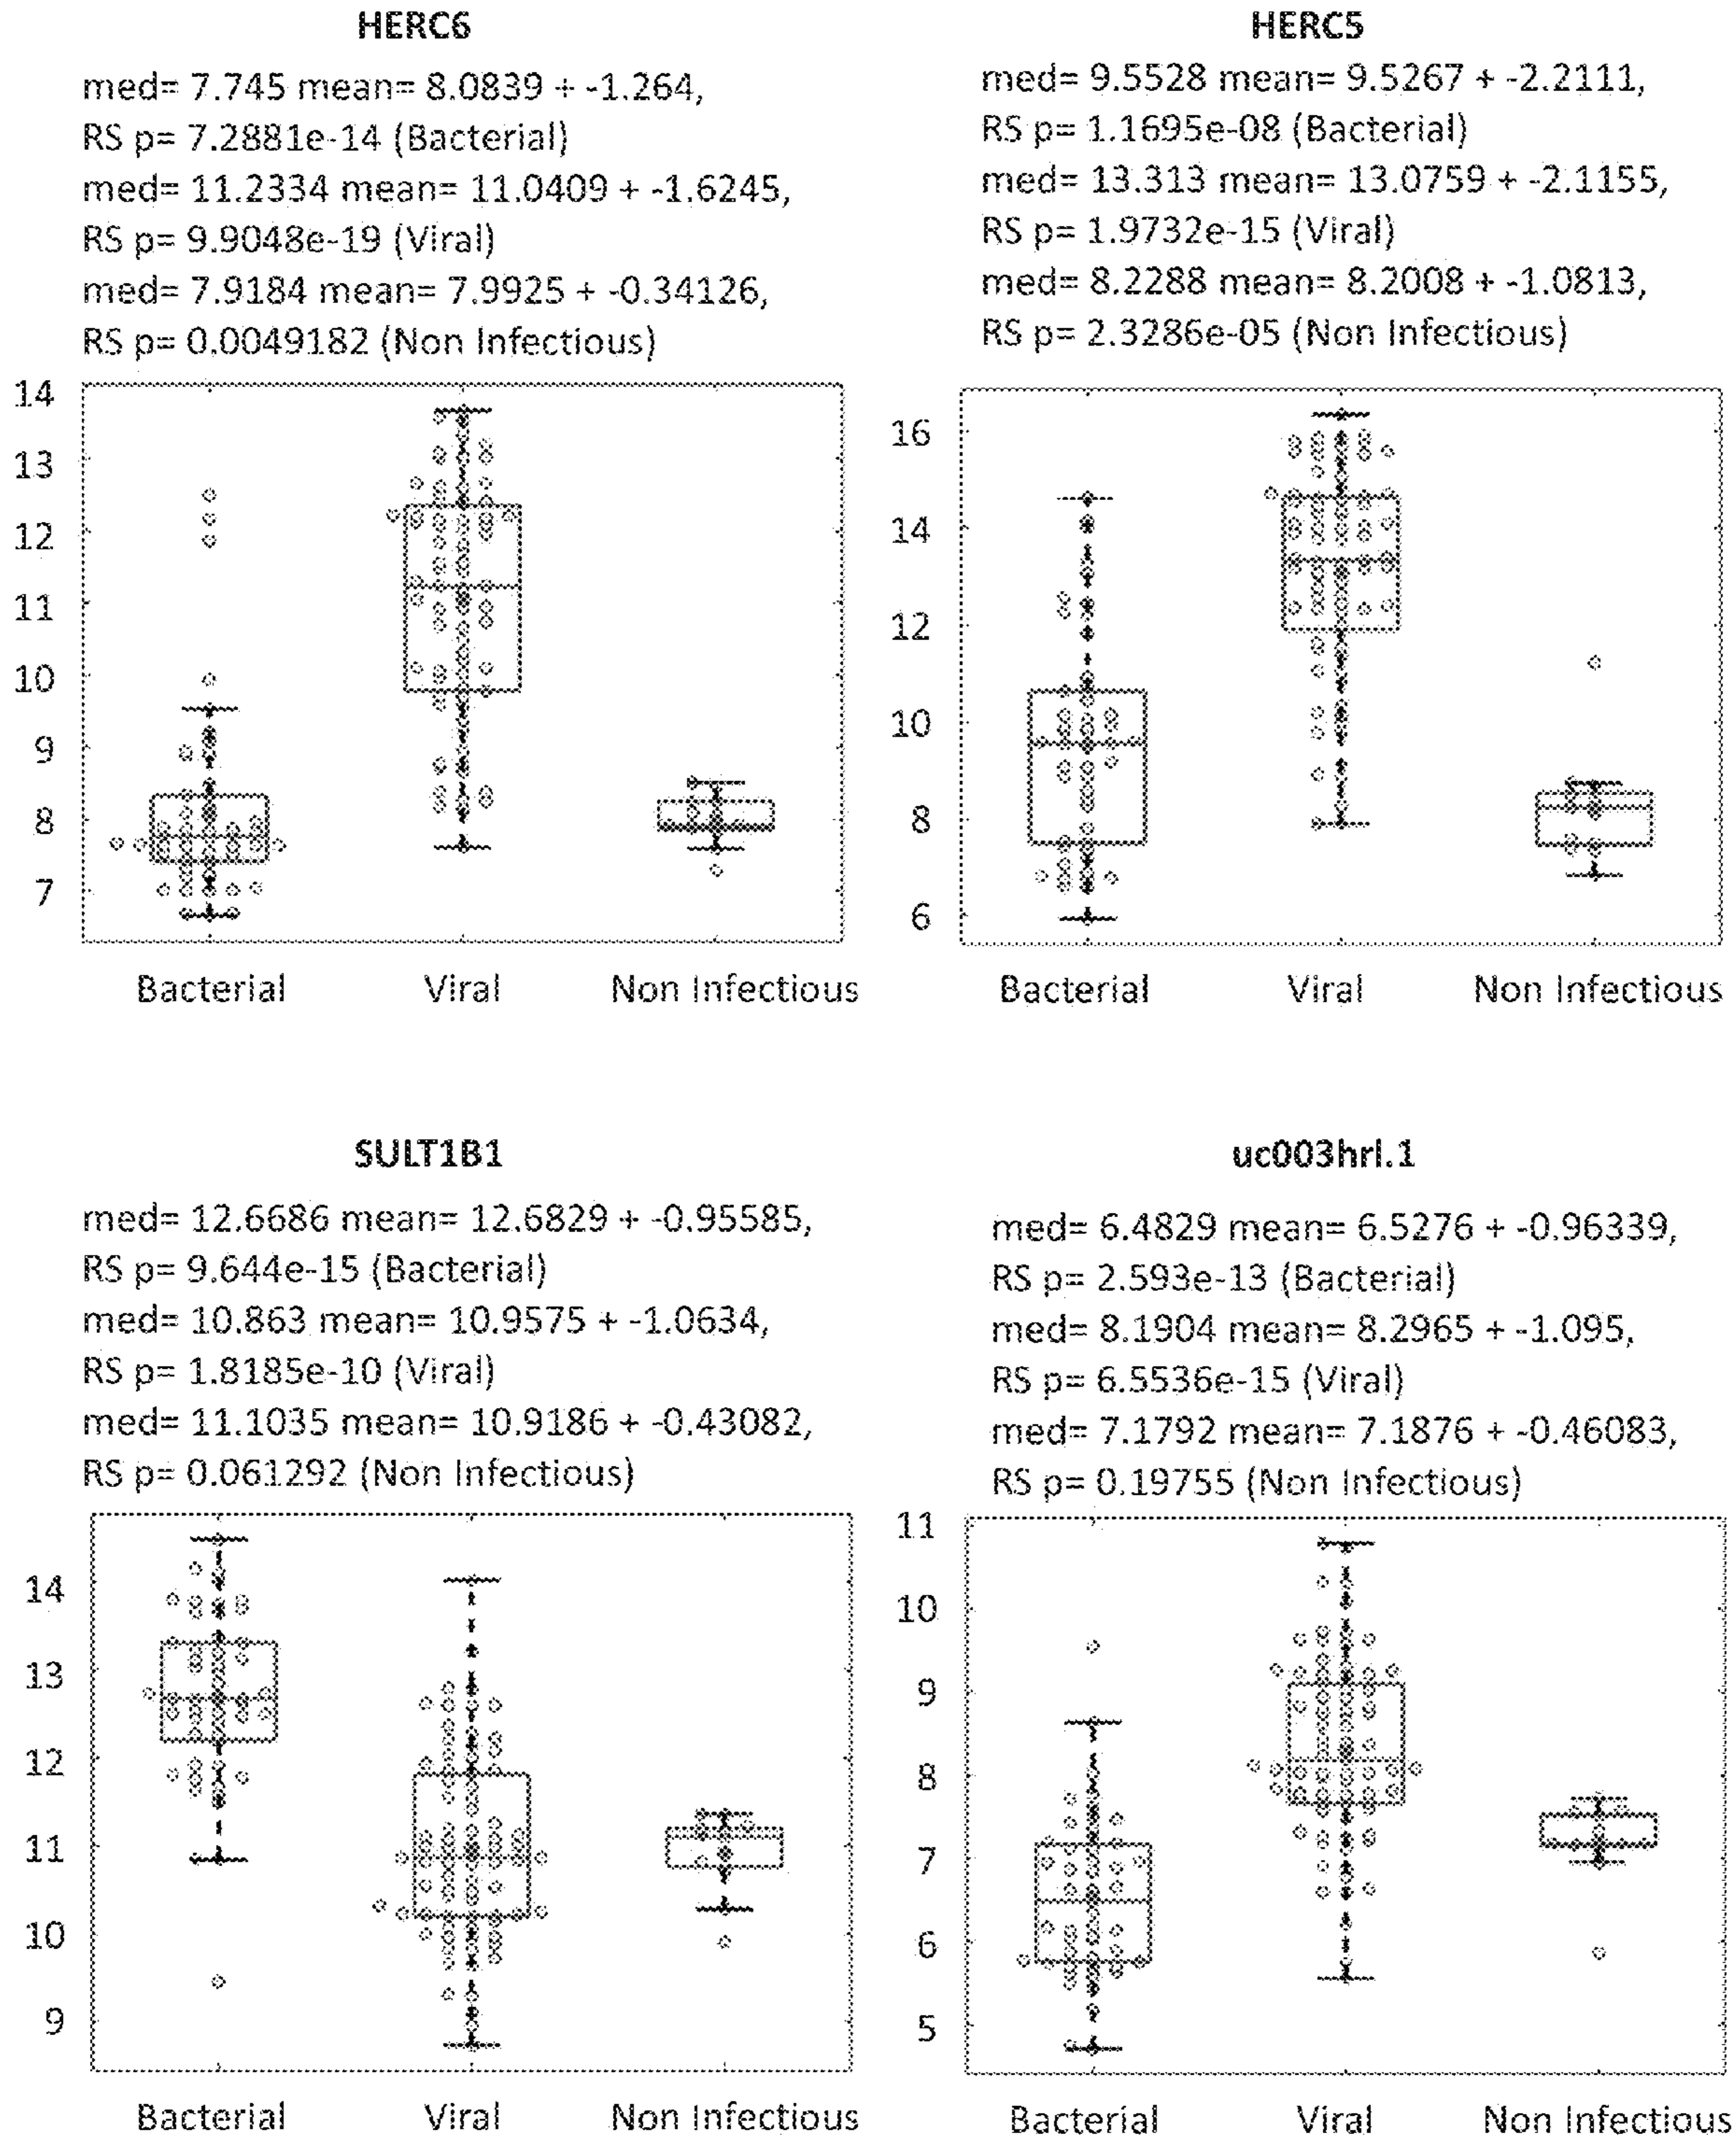 HERC6
med= 7.745 mean= 8.0839 + -1.264,
RS p= 7.2881e-14 (Bacterial)
med= 11.2334 mean= 11.0409 + -1.6245,
RS p= 9.9048e-19 (Viral)
med= 7.9184 mean= 7.9925 + -0.34126,
RS p= 0.0049182 (Non Infectious)
14
13
12
11
10
9
8
7
Bacterial Viral Non Infectious
HERC5
med= 9.5528 mean= 9.5267 + -2.2111,
RS p= 1.1695e-08 (Bacterial)
med= 13.313 mean= 13.0759 + -2.1155,
RS p= 1.9732e-15 (Viral)
med= 8.2288 mean= 8.2008 + -1.0813,
RS p= 2.3286e-05 (Non Infectious)
16
14
12
10
8
6
Bacterial Viral Non Infectious
SULT1B1
med= 12.6686 mean= 12.6829 + -0.95585,
RS p= 9.644e-15 (Bacterial)
med= 10.863 mean= 10.9575 + -1.0634,
RS p= 1.8185e-10 (Viral)
med= 11.1035 mean= 10.9186 + -0.43082,
RS p= 0.061292 (Non Infectious)
14
13
12
11
10
9
Bacterial Viral Non Infectious
uc003hrl.1
med= 6.4829 mean= 6.5276 + -0.96339,
RS p= 2.593e-13 (Bacterial)
med= 8.1904 mean= 8.2965 + -1.095,
RS p= 6.5536e-15 (Viral)
med= 7.1792 mean= 7.1876 + -0.46083,
RS p= 0.19755 (Non Infectious)
11
10
9
8
7
6
5
Bacterial Viral Non Infectious